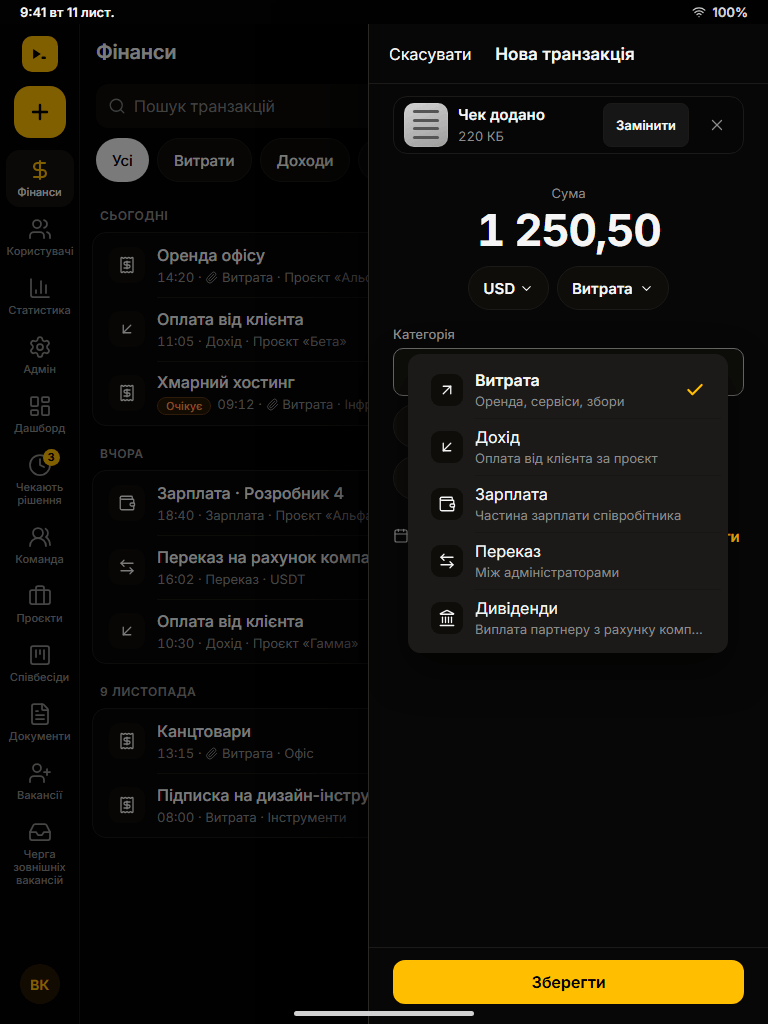 9:41 вт 11 лист.
100%
Фінанси
Користувачі
Статистика
Адмін
Дашборд
3
Чекають
рішення
Команда
Проєкти
Співбесіди
Документи
Вакансії
Черга
зовнішніх
вакансій
ВК
Фінанси
Пошук транзакцій
Усі
Витрати
Доходи
СЬОГОДНІ
Оренда офісу
14:20 · Витрата · Проєкт «Аль
Оплата від клієнта
11:05 · Дохід · Проєкт «Бета»
Хмарний хостинг
Очікує 09:12 · Витрата · Інфр
ВЧОРА
Зарплата · Розробник 4
18:40 · Зарплата · Проєкт «Альфа
Переказ на рахунок компа
16:02 · Переказ · USDT
Оплата від клієнта
10:30 · Дохід · Проєкт «Гамма»
9 ЛИСТОПАДА
Канцтовари
13:15 · Витрата · Офіс
Підписка на дизайн-інстру
08:00 · Витрата · Інструменти
Скасувати
Нова транзакція
Чек додано
220 КБ
Замінити
Сума
1 250,50
USD
Витрата
Категорія
Витрата
Оренда, сервіси, збори
Дохід
Оплата від клієнта за проєкт
Зарплата
Частина зарплати співробітника
Переказ
Між адміністраторами
Дивіденди
Виплата партнеру з рахунку комп...
Зберегти